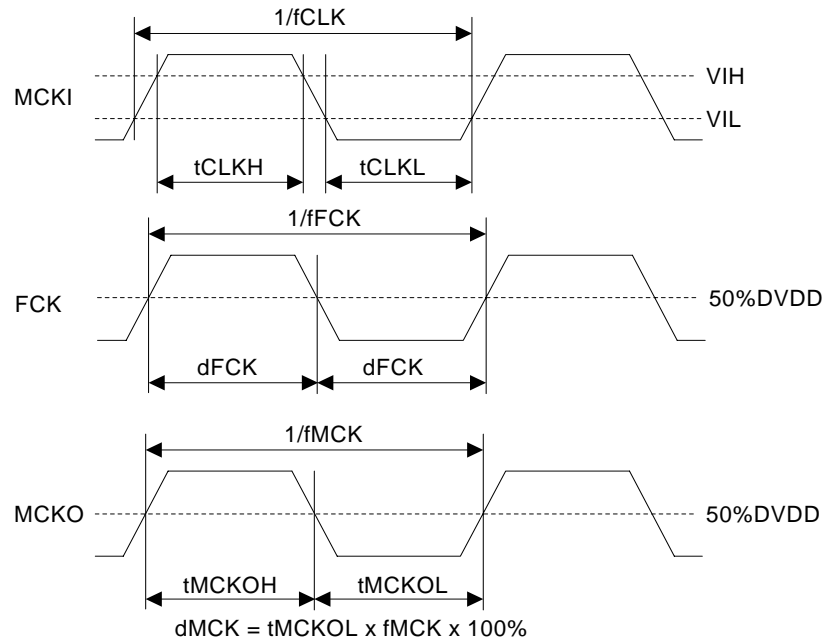 1/fCLK
MCKI
VIH
VIL
tCLKH
tCLKL
1/fFCK
FCK
50%DVDD
dFCK
dFCK
1/fMCK
MCKO
50%DVDD
tMCKOH
tMCKOL
dMCK = tMCKOL x fMCK x 100%